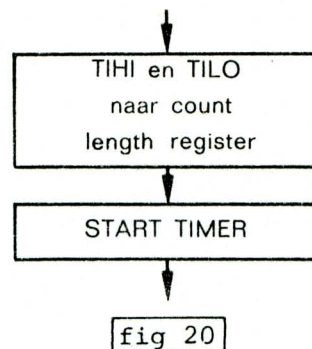 TIHI en TILO
naar count
length register
START TIMER
fig 20